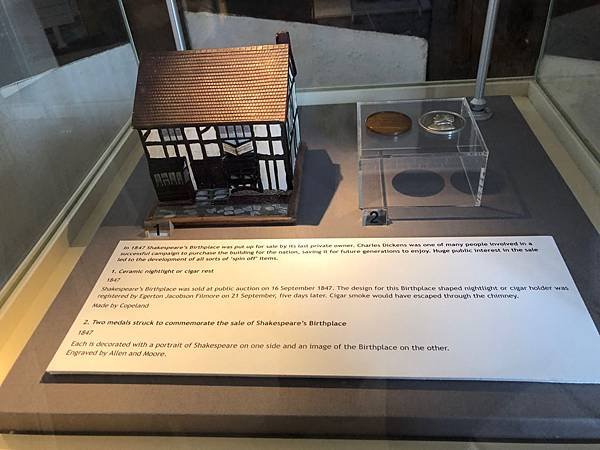 1
2
In 1847 Shakespeare's Birthplace was put up for sale by its last private owner. Charles Dickens was one of many people involved in a
successful campaign to purchase the building for the nation, saving it for future generations to enjoy. Huge public interest in the sale
led to the development of all sorts of 'spin off' items.
1. Ceramic nightlight or cigar rest
1847
Shakespeare's Birthplace was sold at public auction on 16 September 1847. The design for this Birthplace shaped nightlight or cigar holder was
registered by Egerton Jacobson Filmore on 21 September, five days later. Cigar smoke would have escaped through the chimney.
Made by Copeland
2. Two medals struck to commemorate the sale of Shakespeare's Birthplace
1847
Each is decorated with a portrait of Shakespeare on one side and an image of the Birthplace on the other.
Engraved by Allen and Moore.